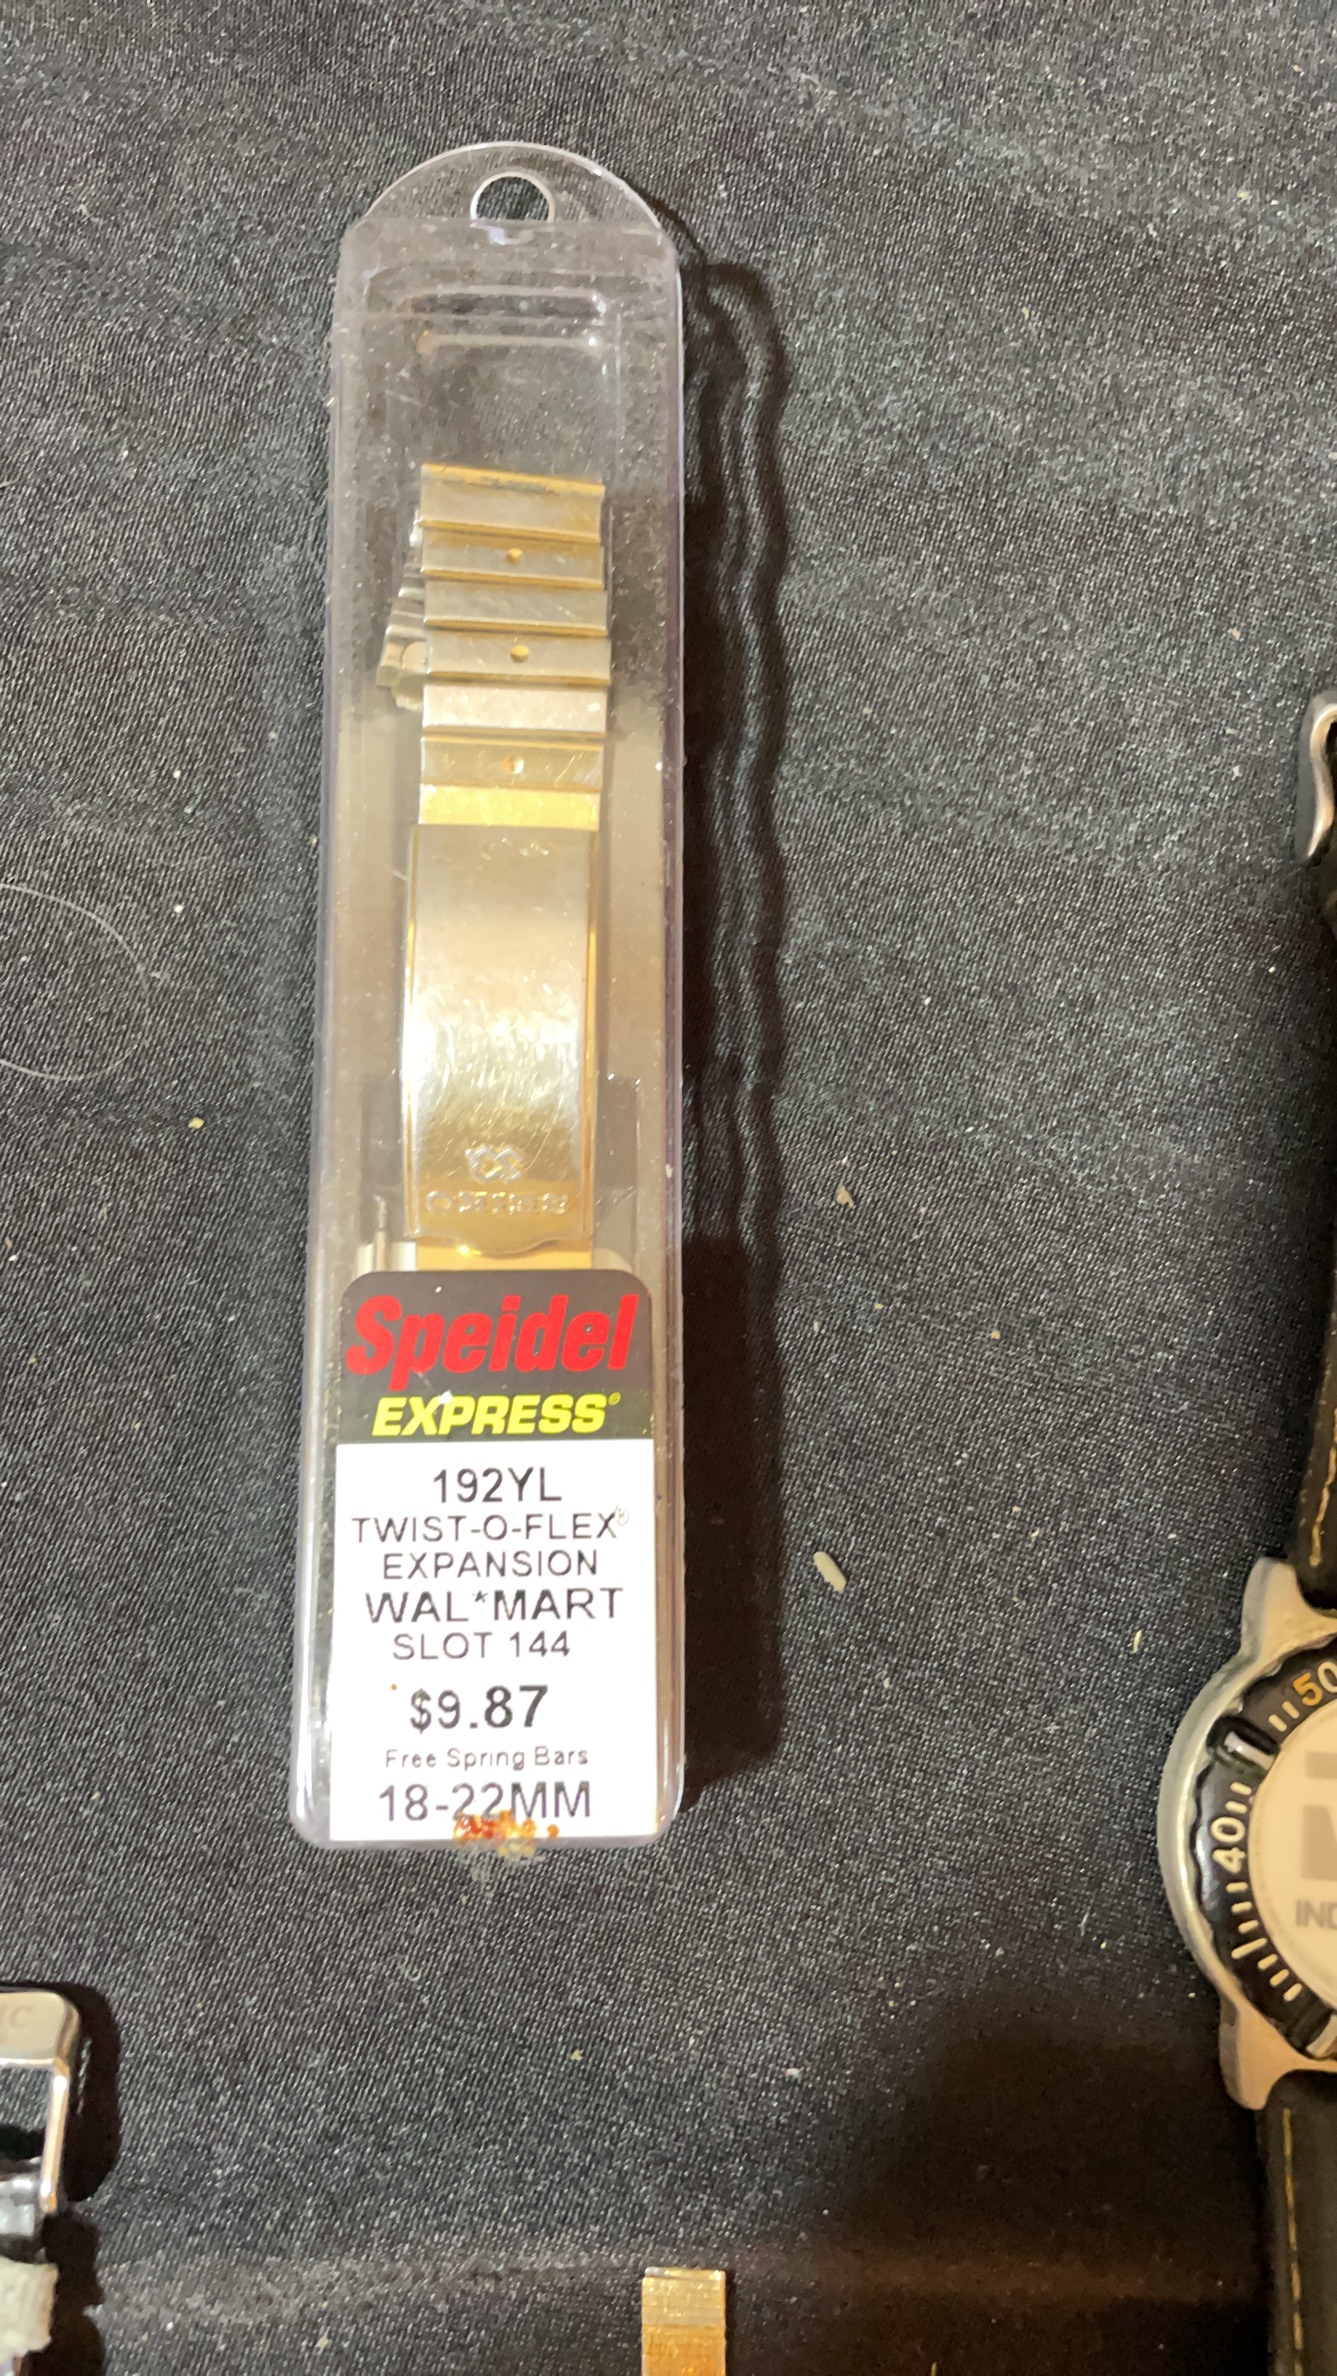 Speidel
EXPRESS®
192YL
TWIST-O-FLEX®
EXPANSION
WAL*MART
SLOT 144
$9.87
Free Spring Bars
18-22MM
50
40